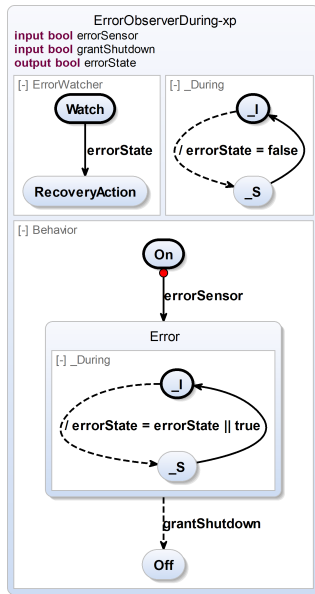 ErrorObserverDuring-xp
input bool errorSensor
input bool grantShutdown
output bool errorState
[-] ErrorWatcher
Watch
errorState
RecoveryAction
[-] _During
_I
/ errorState = false
_S
[-] Behavior
On
errorSensor
Error
[-] _During
_I
/ errorState = errorState || true
_S
grantShutdown
Off